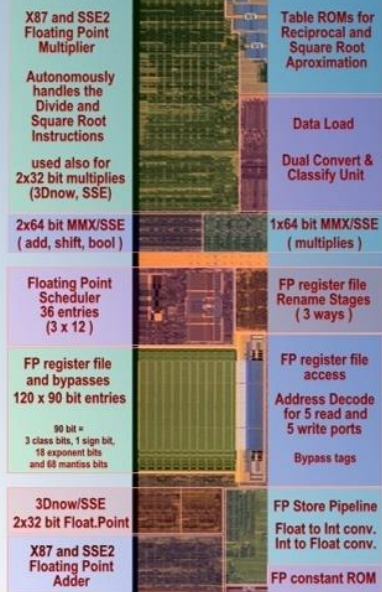 X87 and SSE2
Floating Point
Multiplier
Autonomously
handles the
Divide and
Square Root
Instructions
used also for
2x32 bit multiplies
(3Dnow, SSE)
Table ROMs for
Reciprocal and
Square Root
Aproximation
Data Load
Dual Convert &
Classify Unit
2x64 bit MMX/SSE
( add, shift, bool )
1x64 bit MMX/SSE
( multiplies )
Floating Point
Scheduler
36 entries
(3 x 12 )
FP register file
Rename Stages
( 3 ways )
FP register file
and bypasses
120 x 90 bit entries
90 bit =
3 class bits, 1 sign bit,
18 exponent bits
and 68 mantiss bits
FP register file
access
Address Decode
for 5 read and
5 write ports
Bypass tags
3Dnow/SSE
2x32 bit Float.Point
X87 and SSE2
Floating Point
Adder
FP Store Pipeline
Float to Int conv.
Int to Float conv.
FP constant ROM